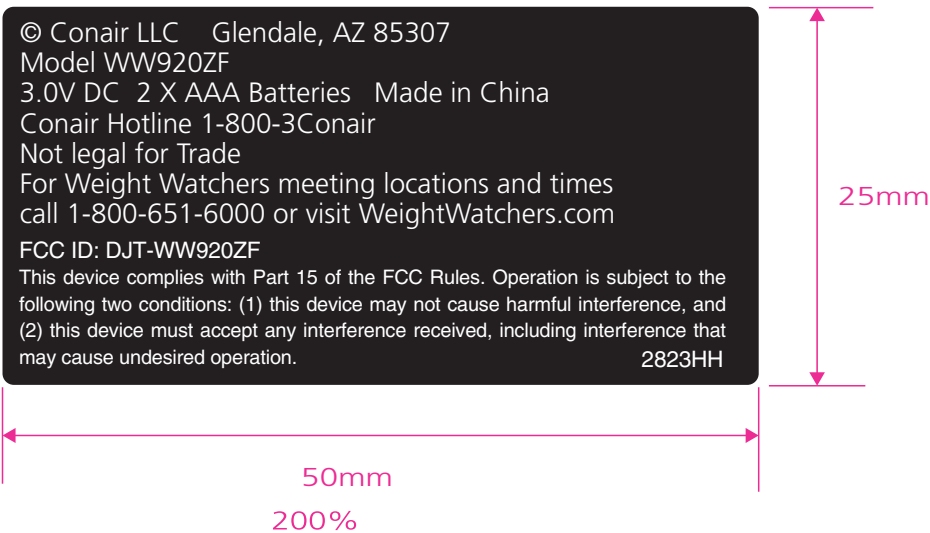 © Conair LLC Glendale, AZ 85307
Model WW920ZF
3.0V DC 2 X AAA Batteries Made in China
Conair Hotline 1-800-3Conair
Not legal for Trade
For Weight Watchers meeting locations and times
call 1-800-651-6000 or visit WeightWatchers.com
FCC ID: DJT-WW920ZF
This device complies with Part 15 of the FCC Rules. Operation is subject to the
following two conditions: (1) this device may not cause harmful interference, and
(2) this device must accept any interference received, including interference that
may cause undesired operation. 2823HH
25mm
50mm
200%